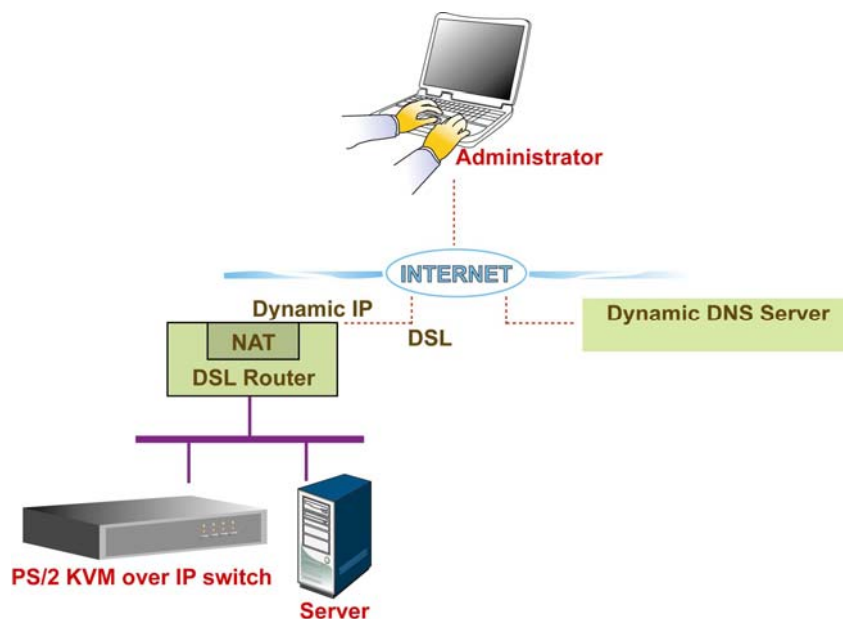 Administrator
INTERNET
Dynamic IP
Dynamic DNS Server
DSL
NAT
DSL Router
PS/2 KVM over IP switch
Server